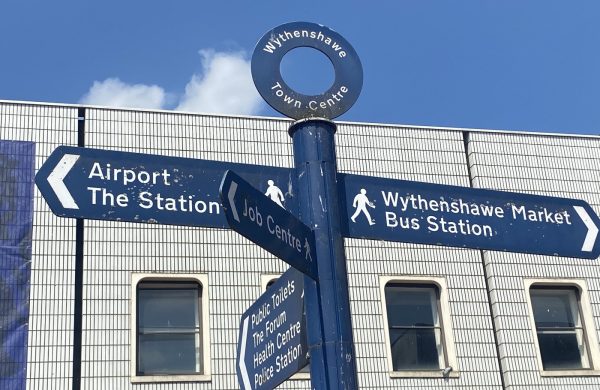 Wythenshawe
Town Centre
Airport
The Station
Job Centre
Wythenshawe Market
Bus Station
Public Toilets
The Forum
Health Centre
Police Station